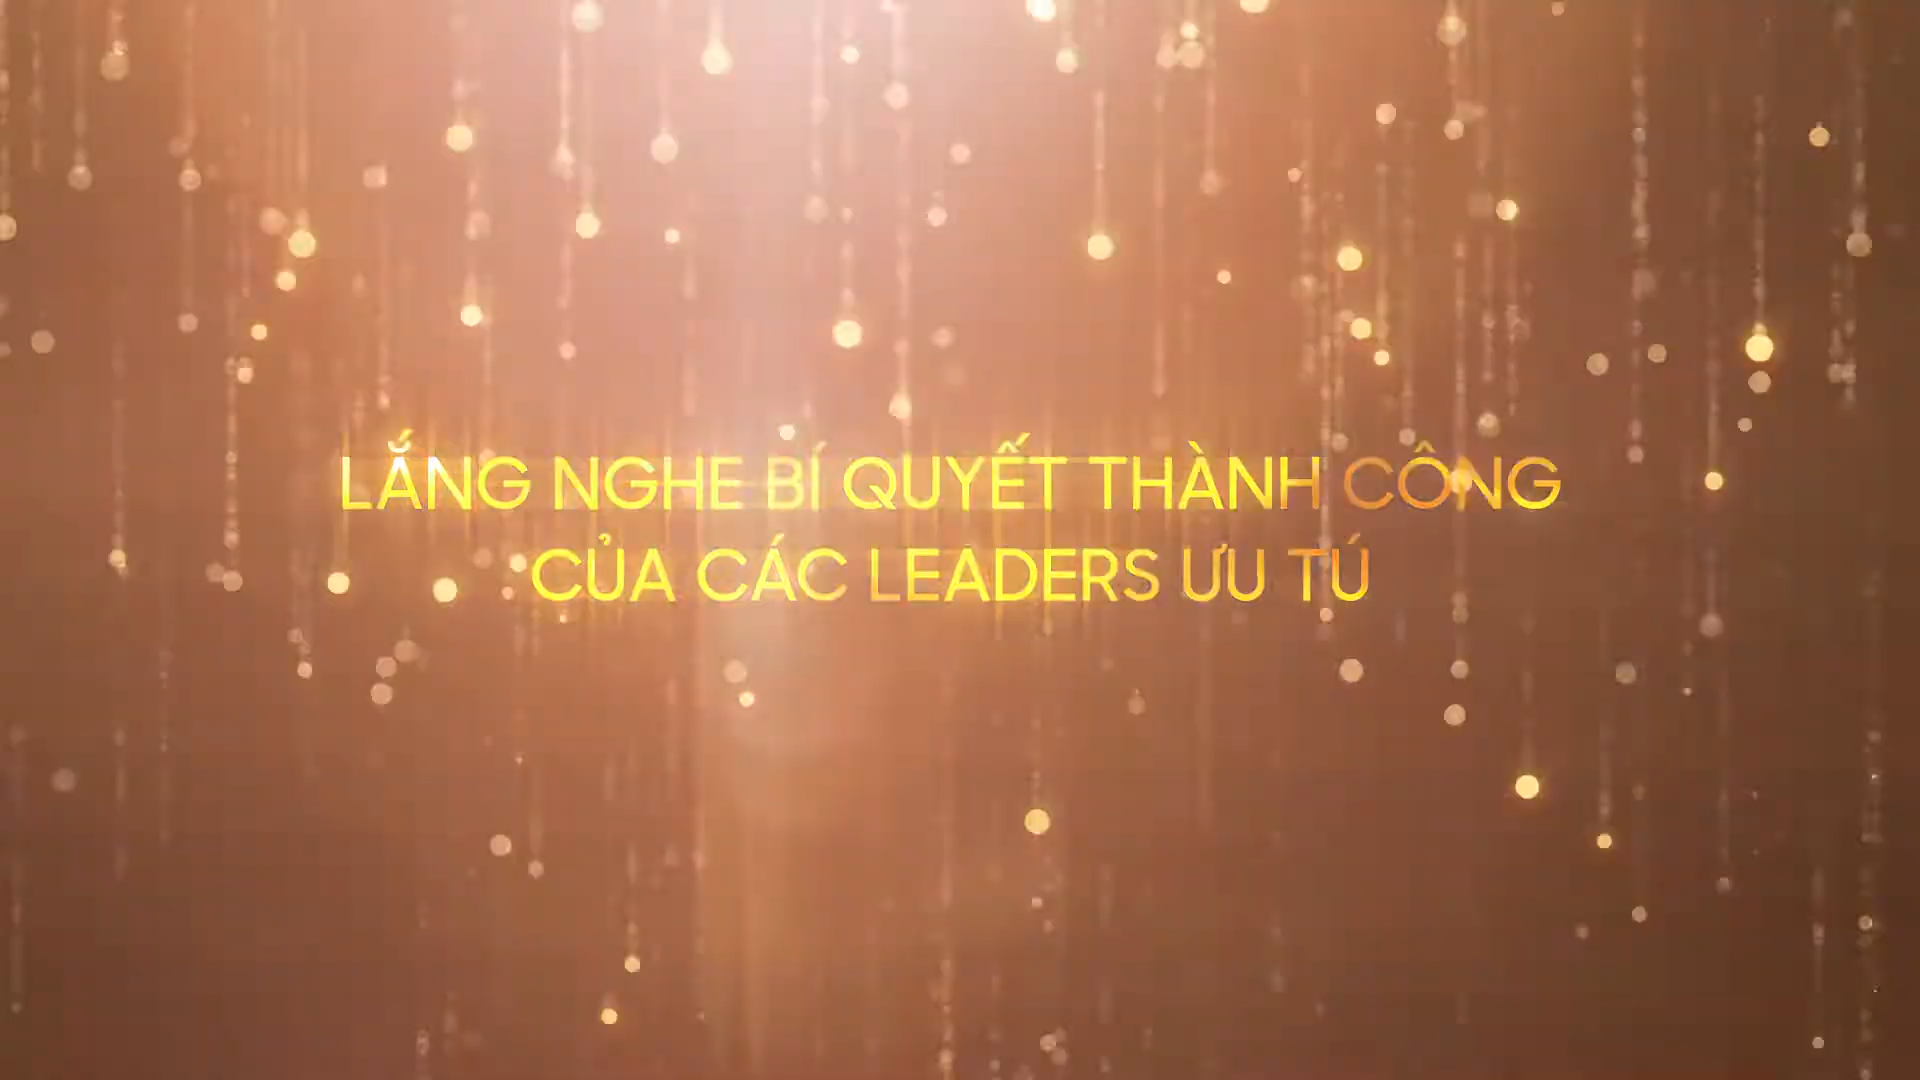 LẮNG NGHE BÍ QUYẾT THÀNH CÔNG
CỦA CÁC LEADERS ƯU TÚ